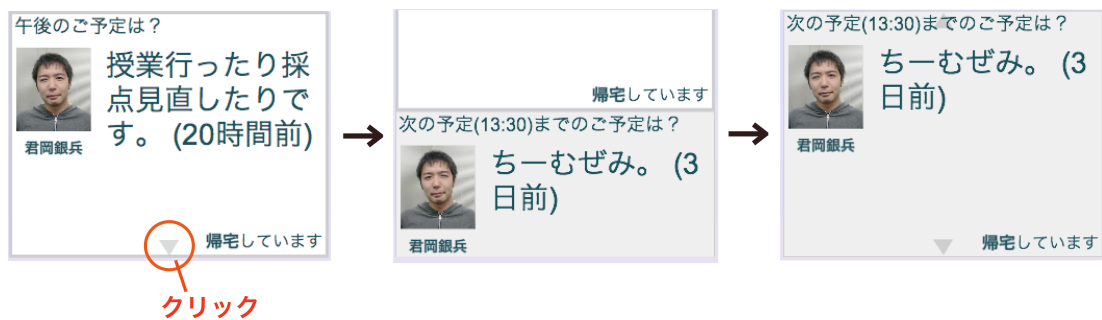 午後のご予定は？
授業行ったり採
点見直したりで
す。 (20時間前)
君岡銀兵
帰宅しています
クリック
帰宅しています
次の予定(13:30)までのご予定は？
ちーむぜみ。 (3
日前)
君岡銀兵
次の予定(13:30)までのご予定は？
ちーむぜみ。 (3
日前)
君岡銀兵
帰宅しています